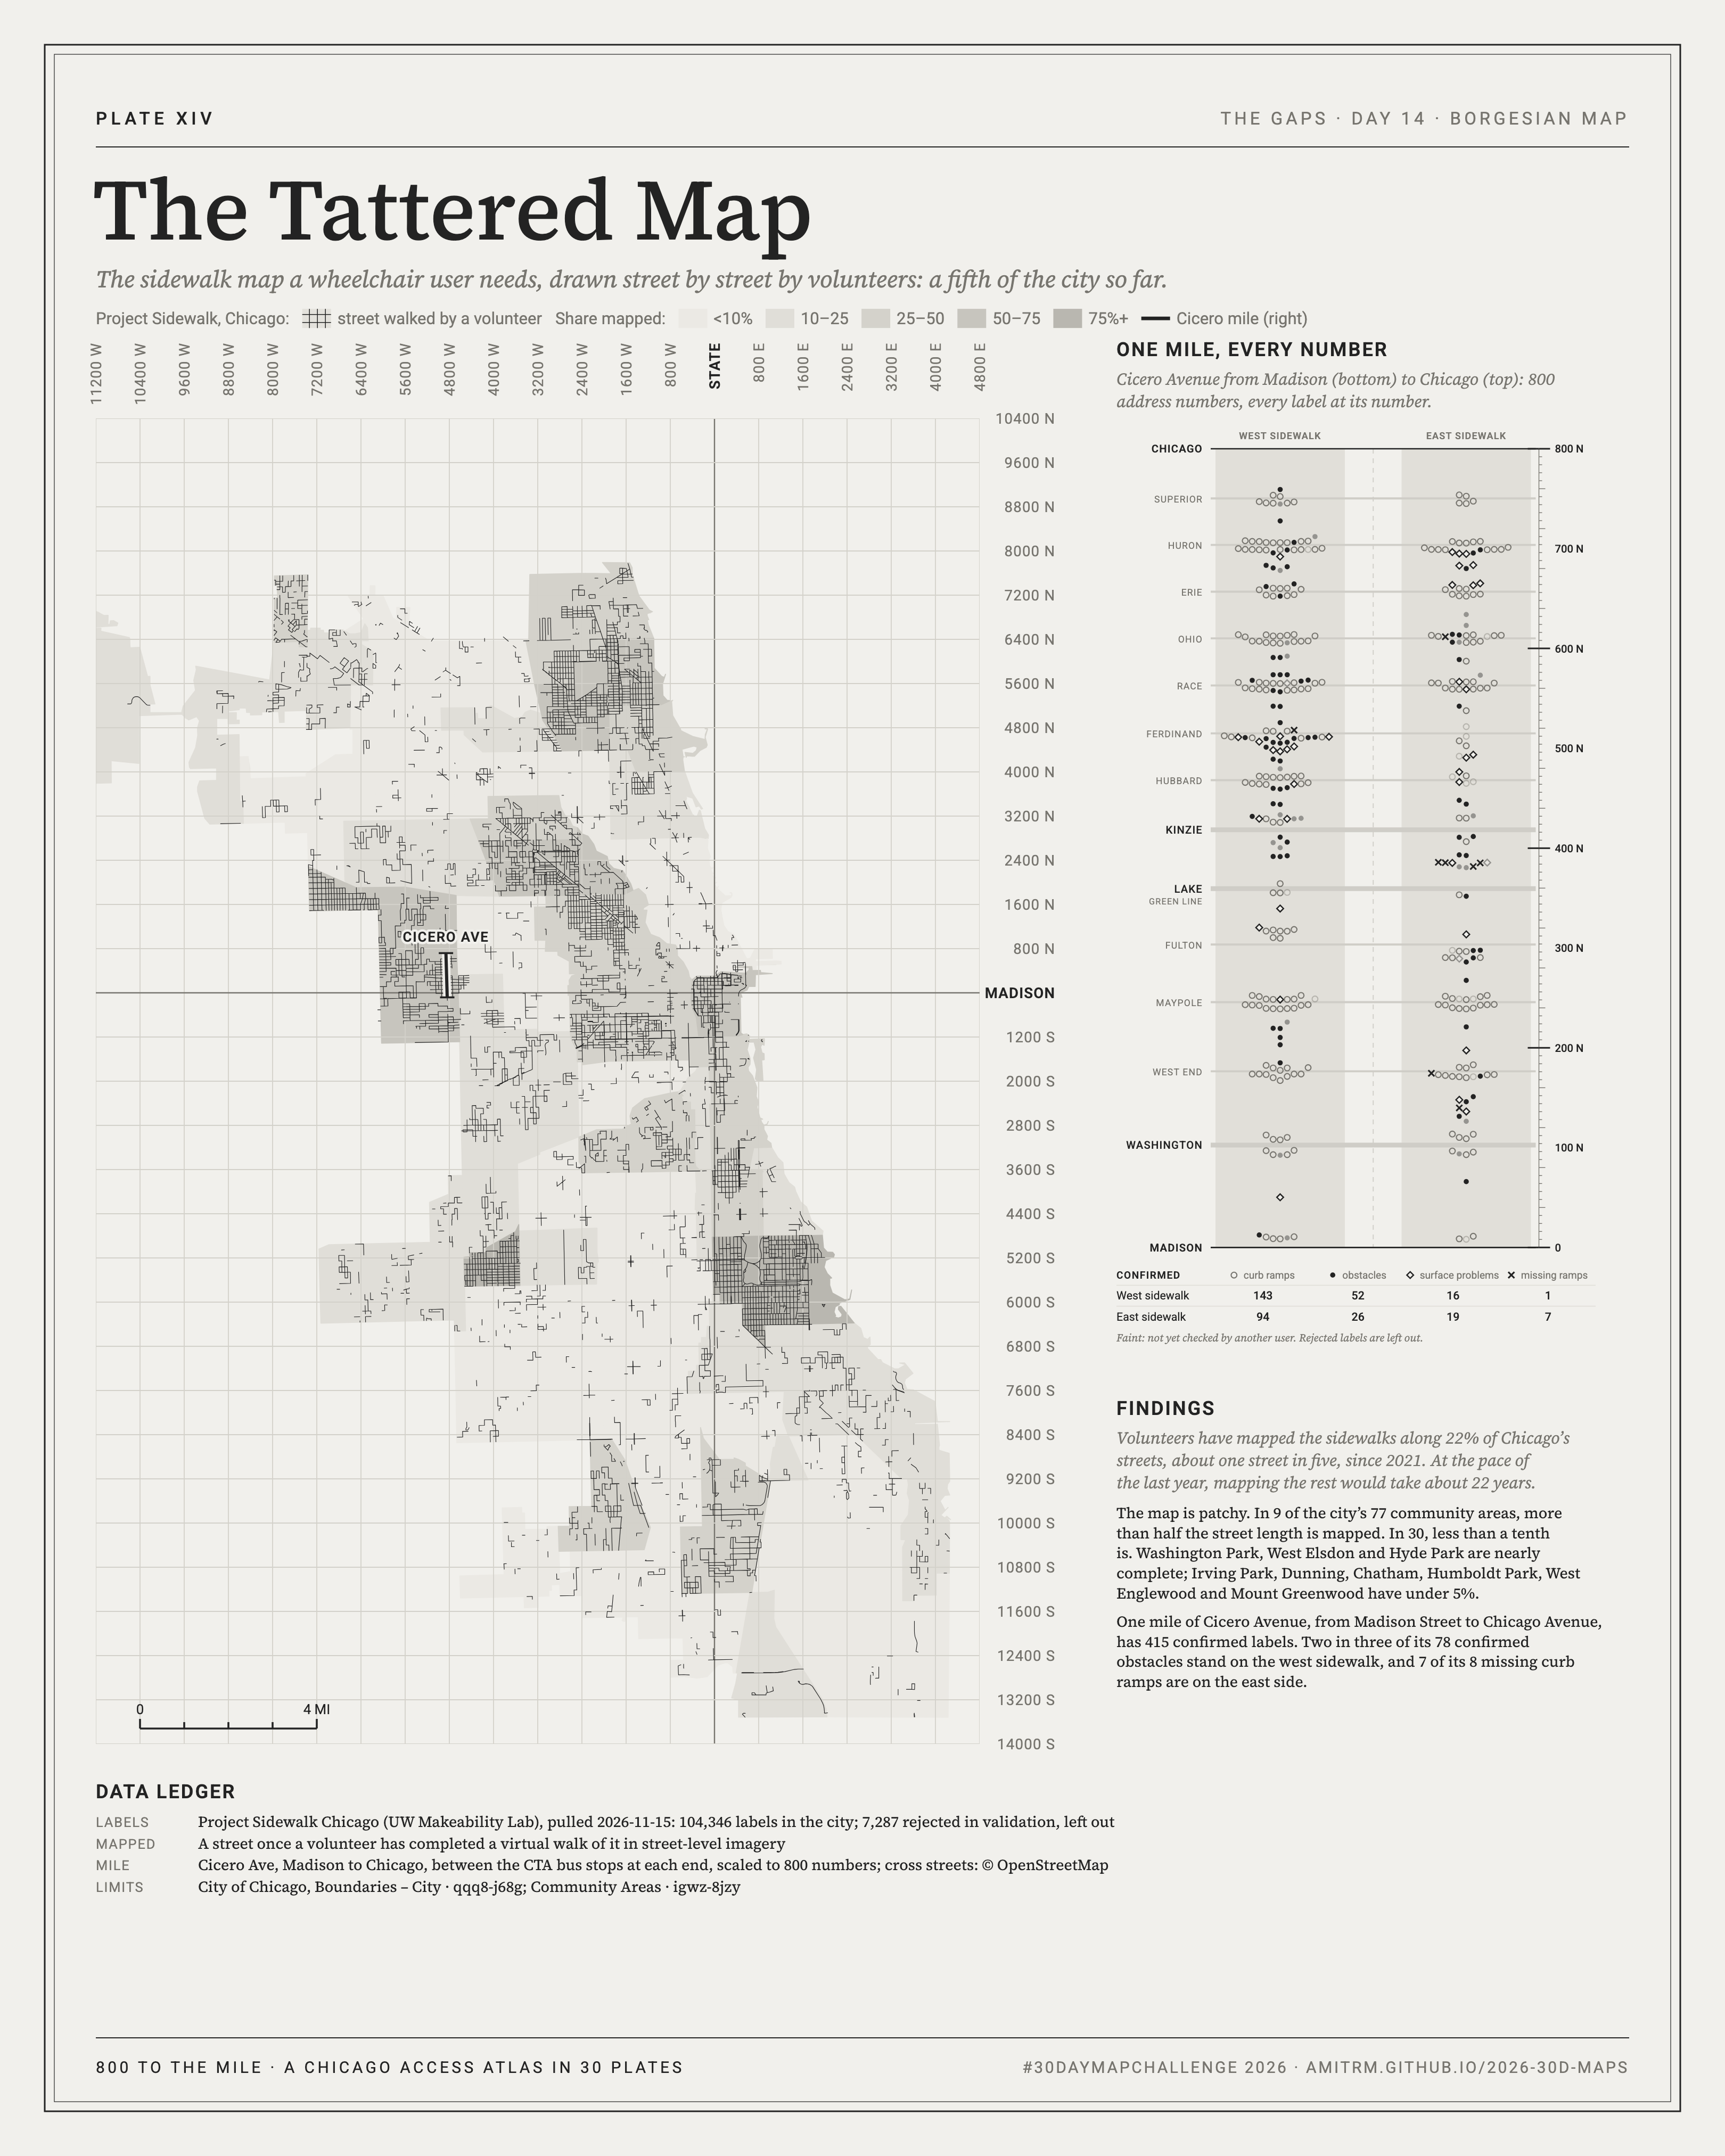 PLATE XIV
THE GAPS · DAY 14 · BORGESIAN MAP
The Tattered Map
The sidewalk map a wheelchair user needs, drawn street by street by volunteers: a fifth of the city so far.
Project Sidewalk, Chicago: street walked by a volunteer Share mapped: <10% 10–25 25–50 50–75 75%+ Cicero mile (right)
11200 W
10400 W
9600 W
8800 W
8000 W
7200 W
6400 W
5600 W
4800 W
4000 W
3200 W
2400 W
1600 W
800 W
STATE
800 E
1600 E
2400 E
3200 E
4000 E
4800 E
10400 N
9600 N
8800 N
8000 N
7200 N
6400 N
5600 N
4800 N
4000 N
3200 N
2400 N
1600 N
800 N
MADISON
1200 S
2000 S
2800 S
3600 S
4400 S
5200 S
6000 S
6800 S
7600 S
8400 S
9200 S
10000 S
10800 S
11600 S
12400 S
13200 S
14000 S
CICERO AVE
0 4 MI
ONE MILE, EVERY NUMBER
Cicero Avenue from Madison (bottom) to Chicago (top): 800
address numbers, every label at its number.
WEST SIDEWALK EAST SIDEWALK
CHICAGO
SUPERIOR
HURON
ERIE
OHIO
RACE
FERDINAND
HUBBARD
KINZIE
LAKE
GREEN LINE
FULTON
MAYPOLE
WEST END
WASHINGTON
MADISON
800 N
700 N
600 N
500 N
400 N
300 N
200 N
100 N
0
CONFIRMED curb ramps obstacles surface problems missing ramps
West sidewalk 143 52 16 1
East sidewalk 94 26 19 7
Faint: not yet checked by another user. Rejected labels are left out.
FINDINGS
Volunteers have mapped the sidewalks along 22% of Chicago’s
streets, about one street in five, since 2021. At the pace of
the last year, mapping the rest would take about 22 years.
The map is patchy. In 9 of the city’s 77 community areas, more
than half the street length is mapped. In 30, less than a tenth
is. Washington Park, West Elsdon and Hyde Park are nearly
complete; Irving Park, Dunning, Chatham, Humboldt Park, West
Englewood and Mount Greenwood have under 5%.
One mile of Cicero Avenue, from Madison Street to Chicago Avenue,
has 415 confirmed labels. Two in three of its 78 confirmed
obstacles stand on the west sidewalk, and 7 of its 8 missing curb
ramps are on the east side.
DATA LEDGER
LABELS Project Sidewalk Chicago (UW Makeability Lab), pulled 2026-11-15: 104,346 labels in the city; 7,287 rejected in validation, left out
MAPPED A street once a volunteer has completed a virtual walk of it in street-level imagery
MILE Cicero Ave, Madison to Chicago, between the CTA bus stops at each end, scaled to 800 numbers; cross streets: © OpenStreetMap
LIMITS City of Chicago, Boundaries – City · qqq8-j68g; Community Areas · igwz-8jzy
800 TO THE MILE · A CHICAGO ACCESS ATLAS IN 30 PLATES
#30DAYMAPCHALLENGE 2026 · AMITRM.GITHUB.IO/2026-30D-MAPS